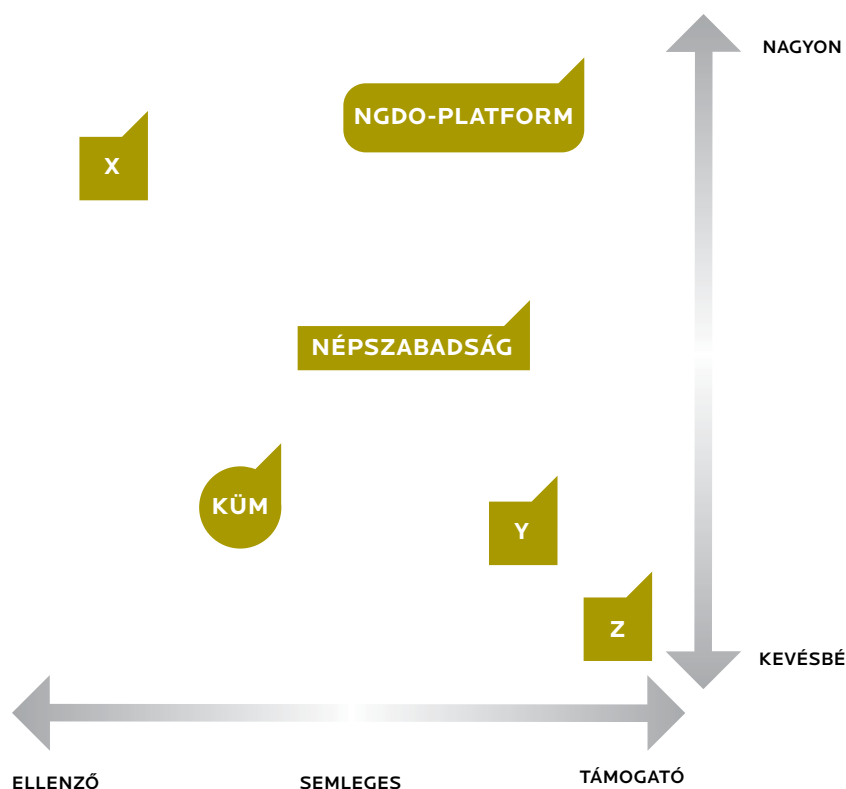 NAGYON
NGDO-PLATFORM
X
NÉPSZABADSÁG
KÜM
Y
Z
KEVÉSBÉ
ELLENZŐ
SEMLEGES
TÁMOGATÓ